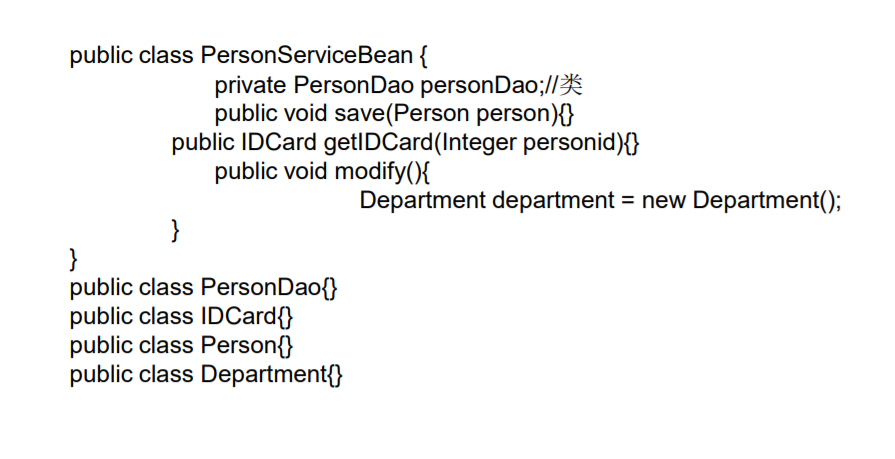 public class PersonServiceBean {
private PersonDao personDao;//类
public void save(Person person){}
public IDCard getIDCard(Integer personid){}
public void modify(){
Department department = new Department();
}
}
public class PersonDao{}
public class IDCard{}
public class Person{}
public class Department{}